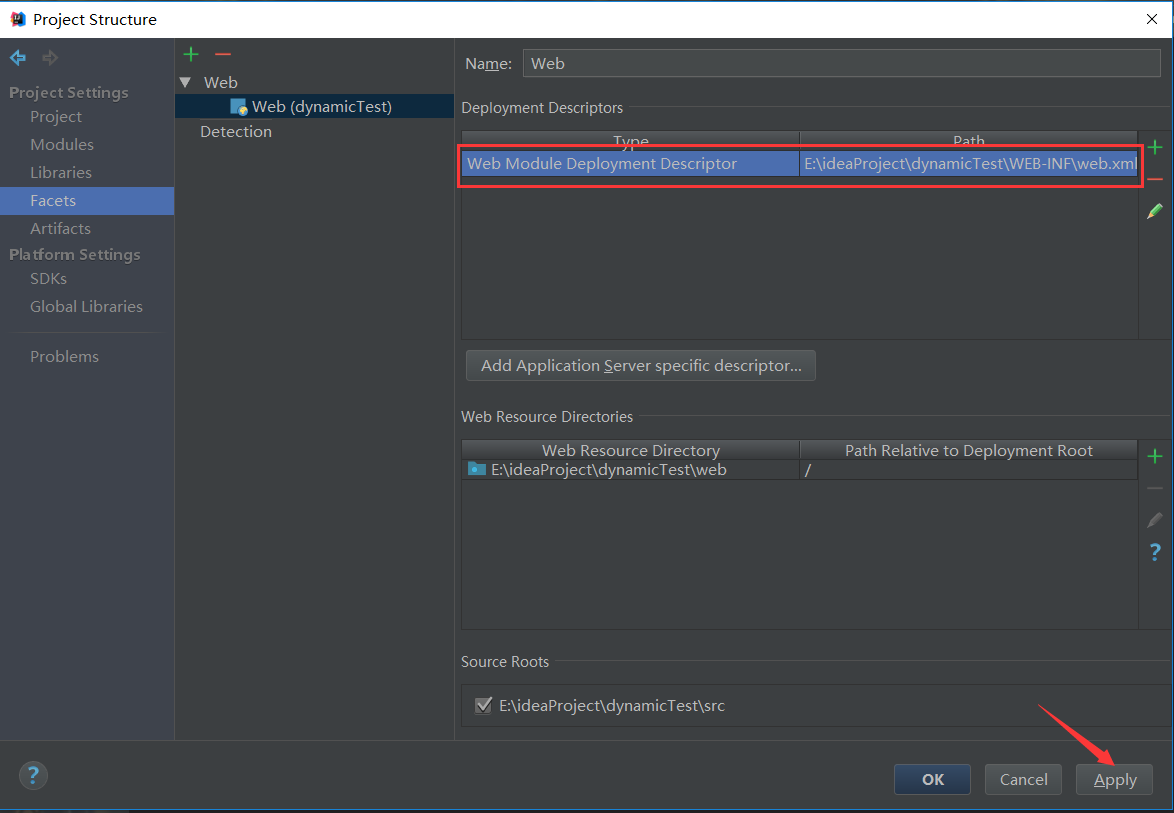 Project Structure
Project Settings
Project
Modules
Libraries
Facets
Artifacts
Platform Settings
SDKs
Global Libraries
Problems
Web
Web (dynamicTest)
Detection
Name: Web
Deployment Descriptors
Type Path
Web Module Deployment Descriptor E:\ideaProject\dynamicTest\WEB-INF\web.xml
Add Application Server specific descriptor...
Web Resource Directories
Web Resource Directory Path Relative to Deployment Root
E:\ideaProject\dynamicTest\web /
Source Roots
E:\ideaProject\dynamicTest\src
OK Cancel Apply